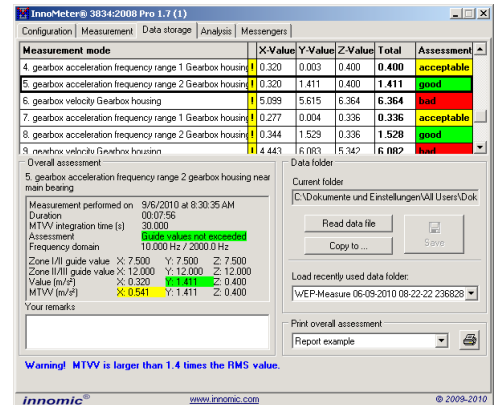 InnoMeter® 3834:2008 Pro 1.7 (1)
Configuration Measurement Data storage Analysis Messengers
Measurement mode X-Value Y-Value Z-Value Total Assessment
4. gearbox acceleration frequency range 1 Gearbox housing ! 0.320 0.003 0.400 0.400 acceptable
5. gearbox acceleration frequency range 2 Gearbox housing ! 0.320 1.411 0.400 1.411 good
6. gearbox velocity Gearbox housing ! 5.099 5.615 6.364 6.364 bad
7. gearbox acceleration frequency range 1 Gearbox housing ! 0.277 0.004 0.336 0.336 acceptable
8. gearbox acceleration frequency range 2 Gearbox housing ! 0.344 1.529 0.336 1.528 good
9. gearbox velocity Gearbox housing ! 4.443 6.083 5.342 6.082 bad
Overall assessment
5. gearbox acceleration frequency range 2 gearbox housing near
main bearing
Measurement performed on 9/6/2010 at 8:30:35 AM
Duration 00:07:56
MTVV integration time (s) 30.000
Assessment Guide values not exceeded
Frequency domain 10.000 Hz / 2000.0 Hz
Zone I/II guide value X: 7.500 Y: 7.500 Z: 7.500
Zone II/III guide value X: 12.000 Y: 12.000 Z: 12.000
Value (m/s²) X: 0.320 Y: 1.411 Z: 0.400
MTVV (m/s²) X: 0.541 Y: 1.411 Z: 0.400
Your remarks
Warning! MTVV is larger than 1.4 times the RMS value.
Data folder
Current folder
C:\Dokumente und Einstellungen\All Users\Dok
Read data file
Copy to ...
Save
Load recently used data folder:
WEP-Measure 06-09-2010 08-22-22 236828
Print overall assessment
Report example
innomic®
www.innomic.com
© 2009-2010